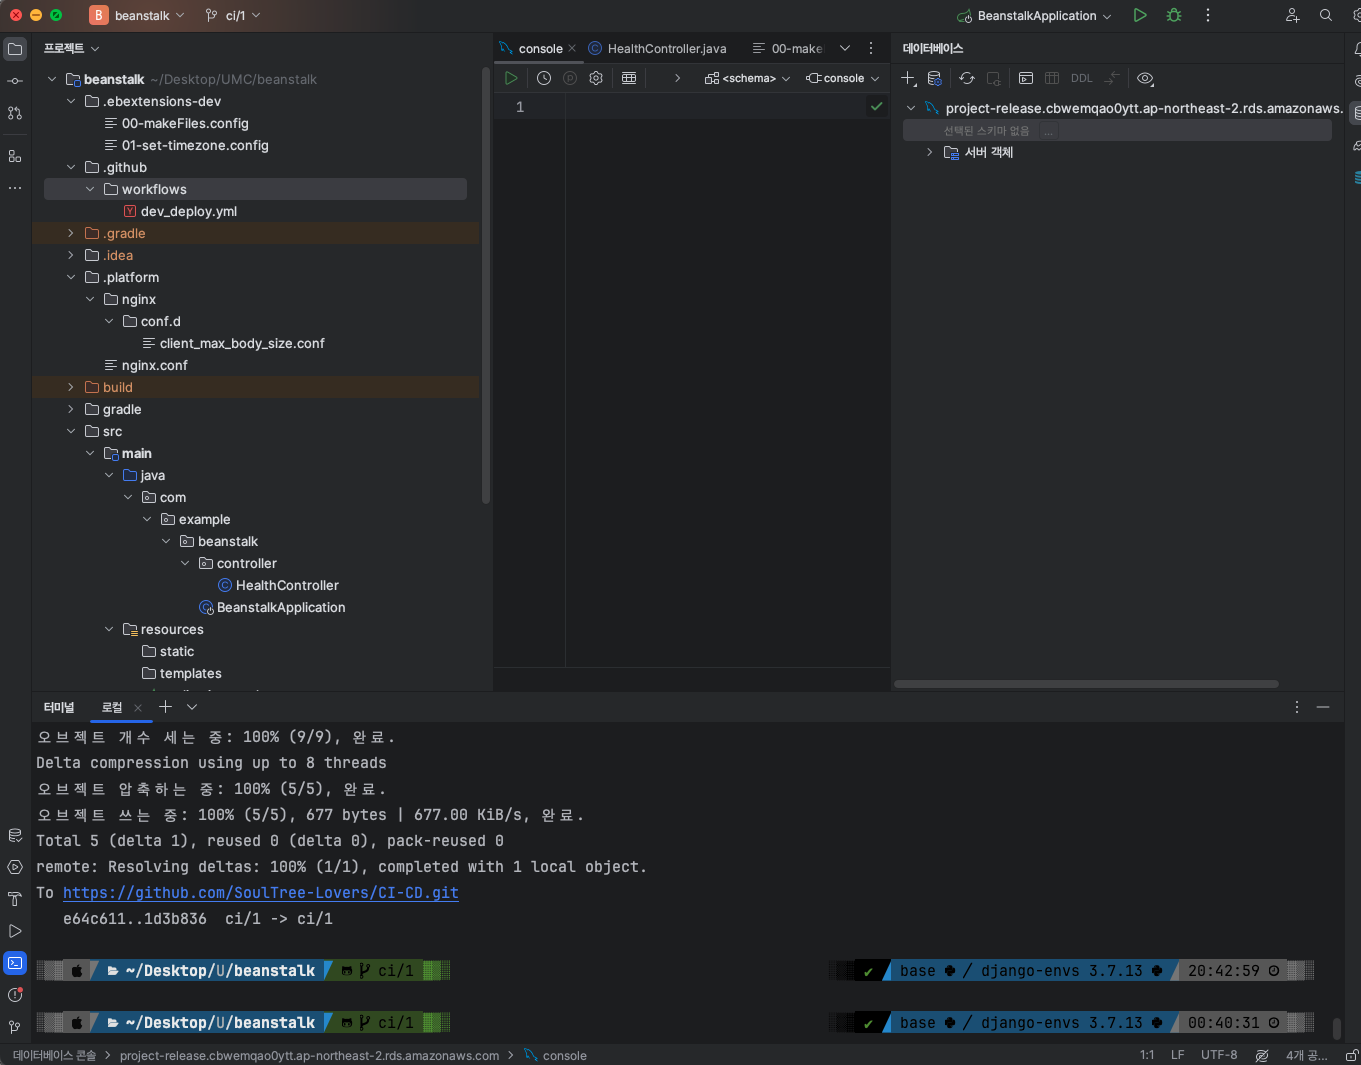 B beanstalk
ci/1
BeanstalkApplication
프로젝트
beanstalk ~/Desktop/UMC/beanstalk
.ebextensions-dev
00-makeFiles.config
01-set-timezone.config
.github
workflows
Y dev_deploy.yml
.gradle
.idea
.platform
nginx
conf.d
client_max_body_size.conf
nginx.conf
build
gradle
src
main
java
com
example
beanstalk
controller
C HealthController
BeanstalkApplication
resources
static
templates
console
C HealthController.java
00-make
<schema>
console
1
데이터베이스
DDL
project-release.cbwemqao0ytt.ap-northeast-2.rds.amazonaws.
선택된 스키마 없음 ...
서버 객체
터미널
로컬
오브젝트 개수 세는 중: 100% (9/9), 완료.
Delta compression using up to 8 threads
오브젝트 압축하는 중: 100% (5/5), 완료.
오브젝트 쓰는 중: 100% (5/5), 677 bytes | 677.00 KiB/s, 완료.
Total 5 (delta 1), reused 0 (delta 0), pack-reused 0
remote: Resolving deltas: 100% (1/1), completed with 1 local object.
To https://github.com/SoulTree-Lovers/CI-CD.git
e64c611..1d3b836  ci/1 -> ci/1
~/Desktop/U/beanstalk ci/1 ✔ base / django-envs 3.7.13 20:42:59
~/Desktop/U/beanstalk ci/1 ✔ base / django-envs 3.7.13 00:40:31
데이터베이스 콘솔 > project-release.cbwemqao0ytt.ap-northeast-2.rds.amazonaws.com > console
1:1 LF UTF-8 4개 공...